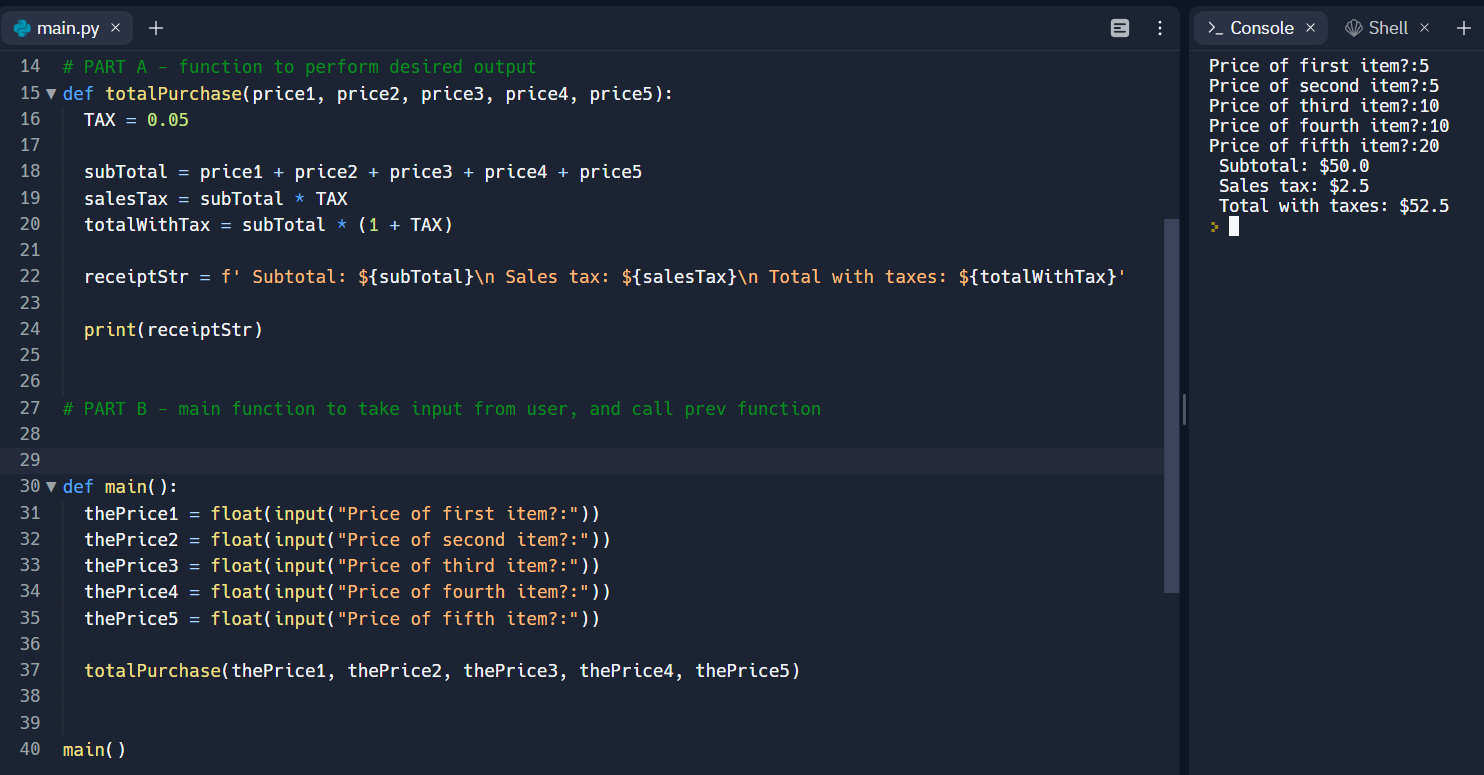 main.py × +
14 # PART A - function to perform desired output
15 def totalPurchase(price1, price2, price3, price4, price5):
16 TAX = 0.05
17
18 subTotal = price1 + price2 + price3 + price4 + price5
19 salesTax = subTotal * TAX
20 totalWithTax = subTotal * (1 + TAX)
21
22 receiptStr = f' Subtotal: ${subTotal}\n Sales tax: ${salesTax}\n Total with taxes: ${totalWithTax}'
23
24 print(receiptStr)
25
26
27 # PART B - main function to take input from user, and call prev function
28
29
30 def main():
31 thePrice1 = float(input("Price of first item?:"))
32 thePrice2 = float(input("Price of second item?:"))
33 thePrice3 = float(input("Price of third item?:"))
34 thePrice4 = float(input("Price of fourth item?:"))
35 thePrice5 = float(input("Price of fifth item?:"))
36
37 totalPurchase(thePrice1, thePrice2, thePrice3, thePrice4, thePrice5)
38
39
40 main()
>_ Console × Shell × +
Price of first item?:5
Price of second item?:5
Price of third item?:10
Price of fourth item?:10
Price of fifth item?:20
Subtotal: $50.0
Sales tax: $2.5
Total with taxes: $52.5